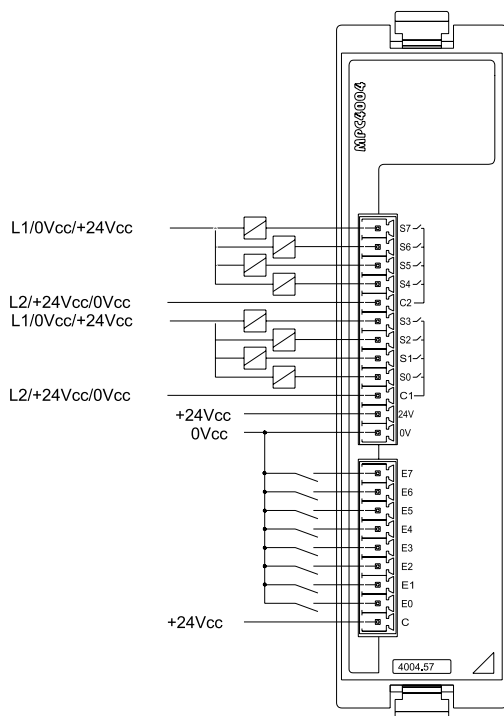 MPC4004
L1/0Vcc/+24Vcc S7
S6
S5
S4
L2/+24Vcc/0Vcc C2
L1/0Vcc/+24Vcc S3
S2
S1
S0
L2/+24Vcc/0Vcc C1
+24Vcc 24V
0Vcc 0V
E7
E6
E5
E4
E3
E2
E1
E0
+24Vcc C
4004.57